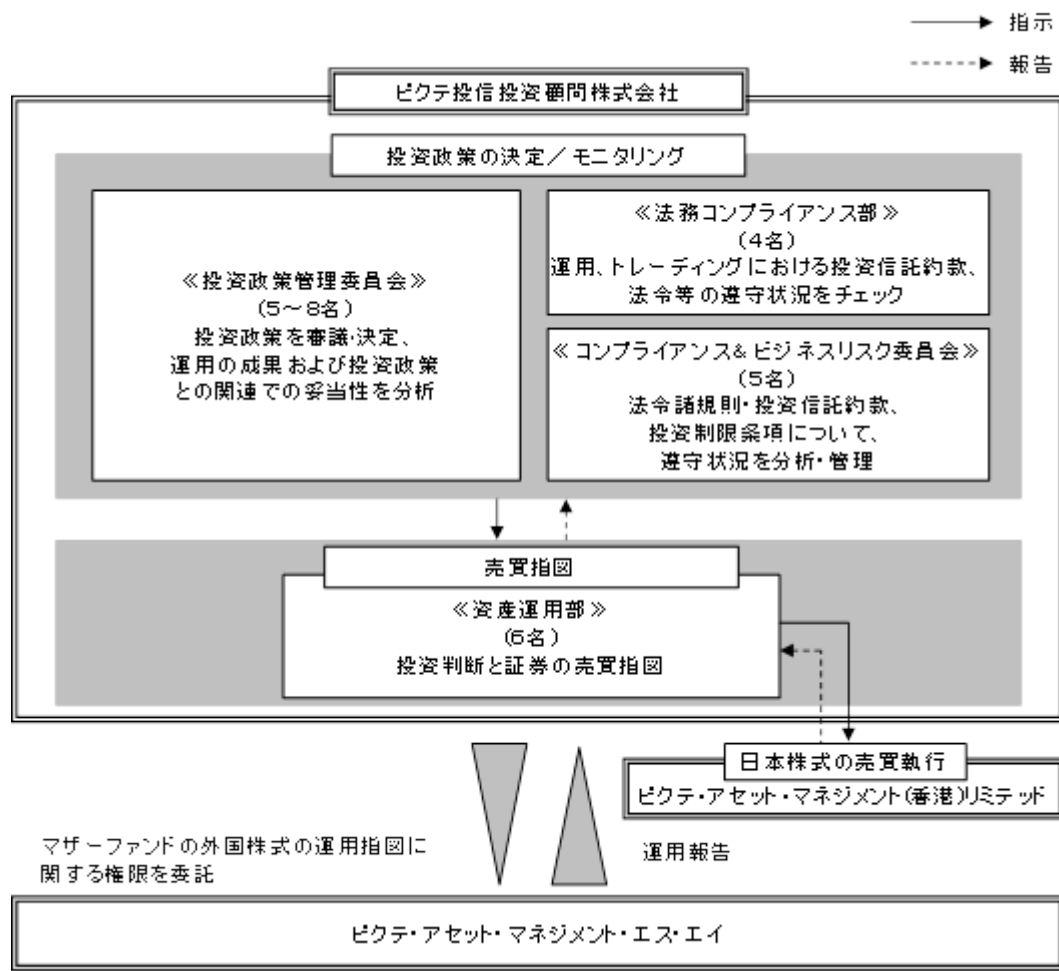 指示
報告
ピクテ投信投資顧問株式会社
投資政策の決定／モニタリング
≪投資政策管理委員会≫
(5～8名)
投資政策を審議・決定、
運用の成果および投資政策
との関連での妥当性を分析
≪法務コンプライアンス部≫
(4名)
運用、トレーディングにおける投資信託約款、
法令等の遵守状況をチェック
≪コンプライアンス&ビジネスリスク委員会≫
(5名)
法令諸規則・投資信託約款、
投資制限条項について、
遵守状況を分析・管理
売買指図
≪資産運用部≫
(6名)
投資判断と証券の売買指図
日本株式の売買執行
ピクテ・アセット・マネジメント(香港)リミテッド
マザーファンドの外国株式の運用指図に
関する権限を委託
運用報告
ピクテ・アセット・マネジメント・エス・エイ